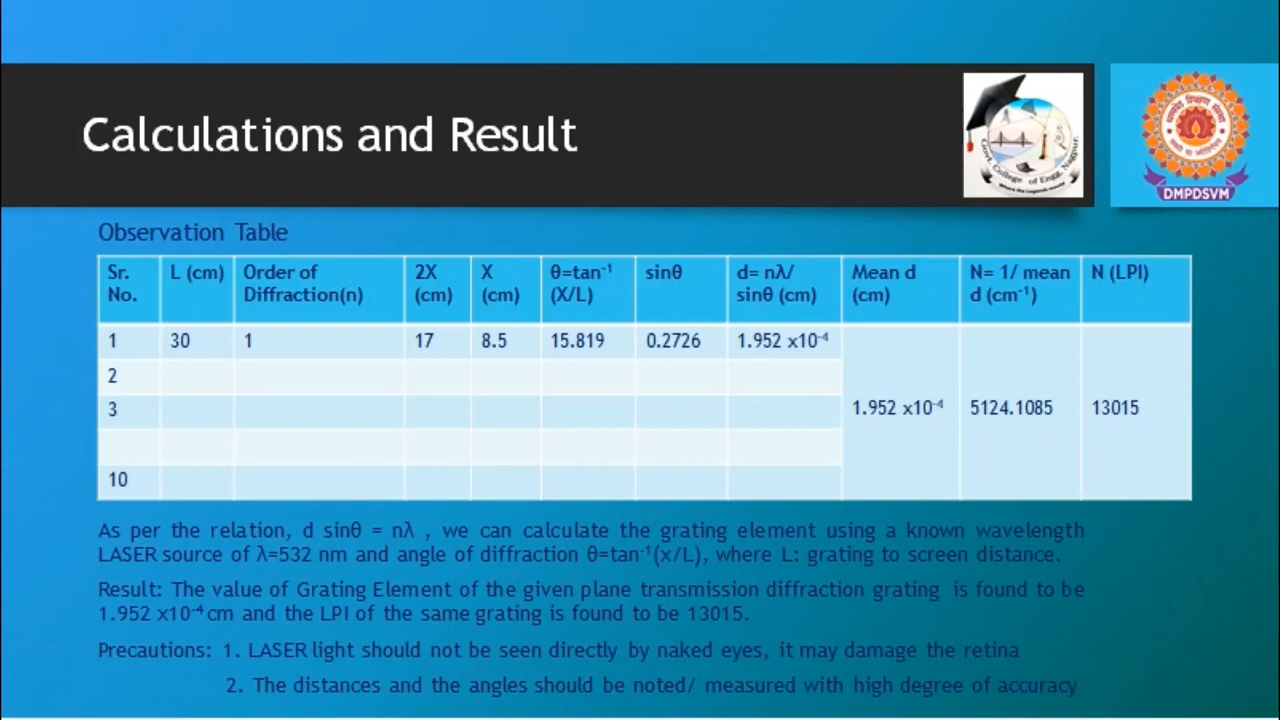 Calculations and Result
Govt. College of Engg. Nagpur.
DMPDSVM
Observation Table
Sr. No. L (cm) Order of Diffraction(n) 2X (cm) X (cm) θ=tan⁻¹ (X/L) sinθ d= nλ/ sinθ (cm) Mean d (cm) N= 1/ mean d (cm⁻¹) N (LPI)
1 30 1 17 8.5 15.819 0.2726 1.952 x10⁻⁴
2
3 1.952 x10⁻⁴ 5124.1085 13015
10
As per the relation, d sinθ = nλ , we can calculate the grating element using a known wavelength
LASER source of λ=532 nm and angle of diffraction θ=tan⁻¹(x/L), where L: grating to screen distance.
Result: The value of Grating Element of the given plane transmission diffraction grating is found to be
1.952 x10⁻⁴ cm and the LPI of the same grating is found to be 13015.
Precautions: 1. LASER light should not be seen directly by naked eyes, it may damage the retina
2. The distances and the angles should be noted/ measured with high degree of accuracy